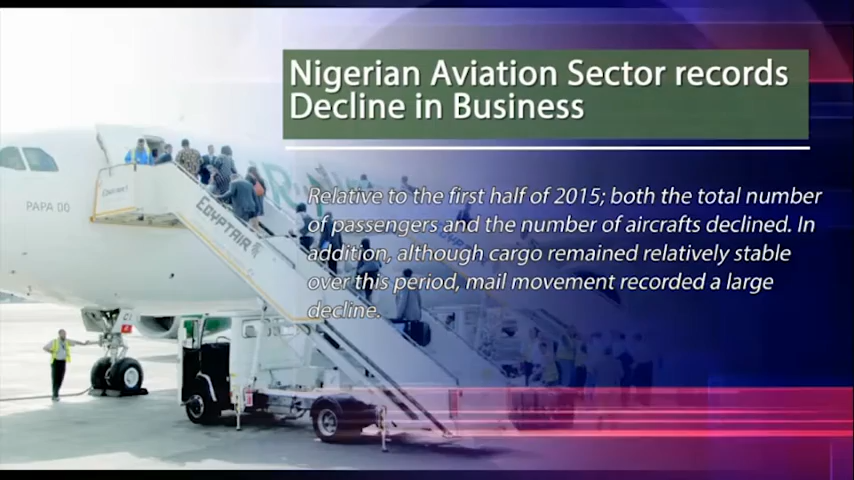 Nigerian Aviation Sector records
Decline in Business
Relative to the first half of 2015; both the total number
of passengers and the number of aircrafts declined. In
addition, although cargo remained relatively stable
over this period, mail movement recorded a large
decline.
PAPA 00
EGYPTAIR